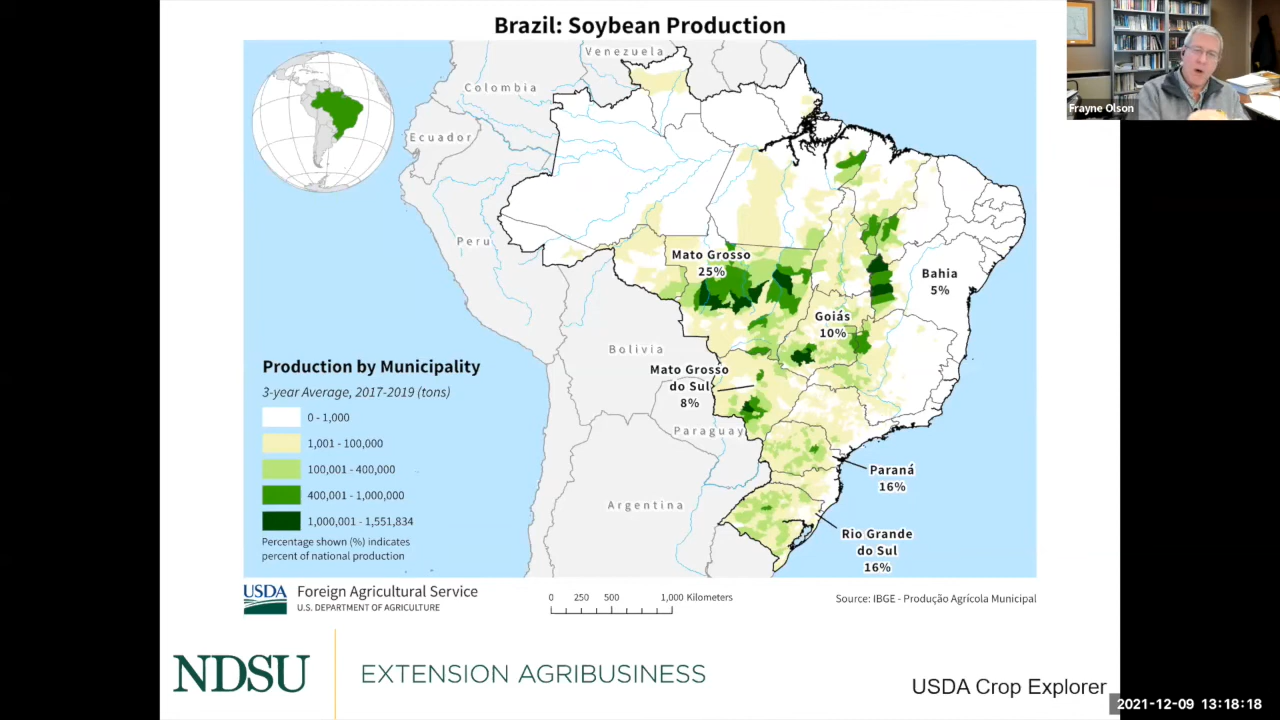 Brazil: Soybean Production
Frayne Olson
Venezuela
Colombia
Ecuador
Peru
Mato Grosso
25%
Bahia
5%
Goiás
10%
Bolivia
Mato Grosso
do Sul
8%
Paraguay
Paraná
16%
Argentina
Rio Grande
do Sul
16%
Production by Municipality
3-year Average, 2017-2019 (tons)
0 - 1,000
1,001 - 100,000
100,001 - 400,000
400,001 - 1,000,000
1,000,001 - 1,551,834
Percentage shown (%) indicates
percent of national production
USDA
Foreign Agricultural Service
U.S. DEPARTMENT OF AGRICULTURE
0 250 500 1,000 Kilometers
Source: IBGE - Produção Agrícola Municipal
NDSU
EXTENSION AGRIBUSINESS
USDA Crop Explorer
2021-12-09 13:18:18